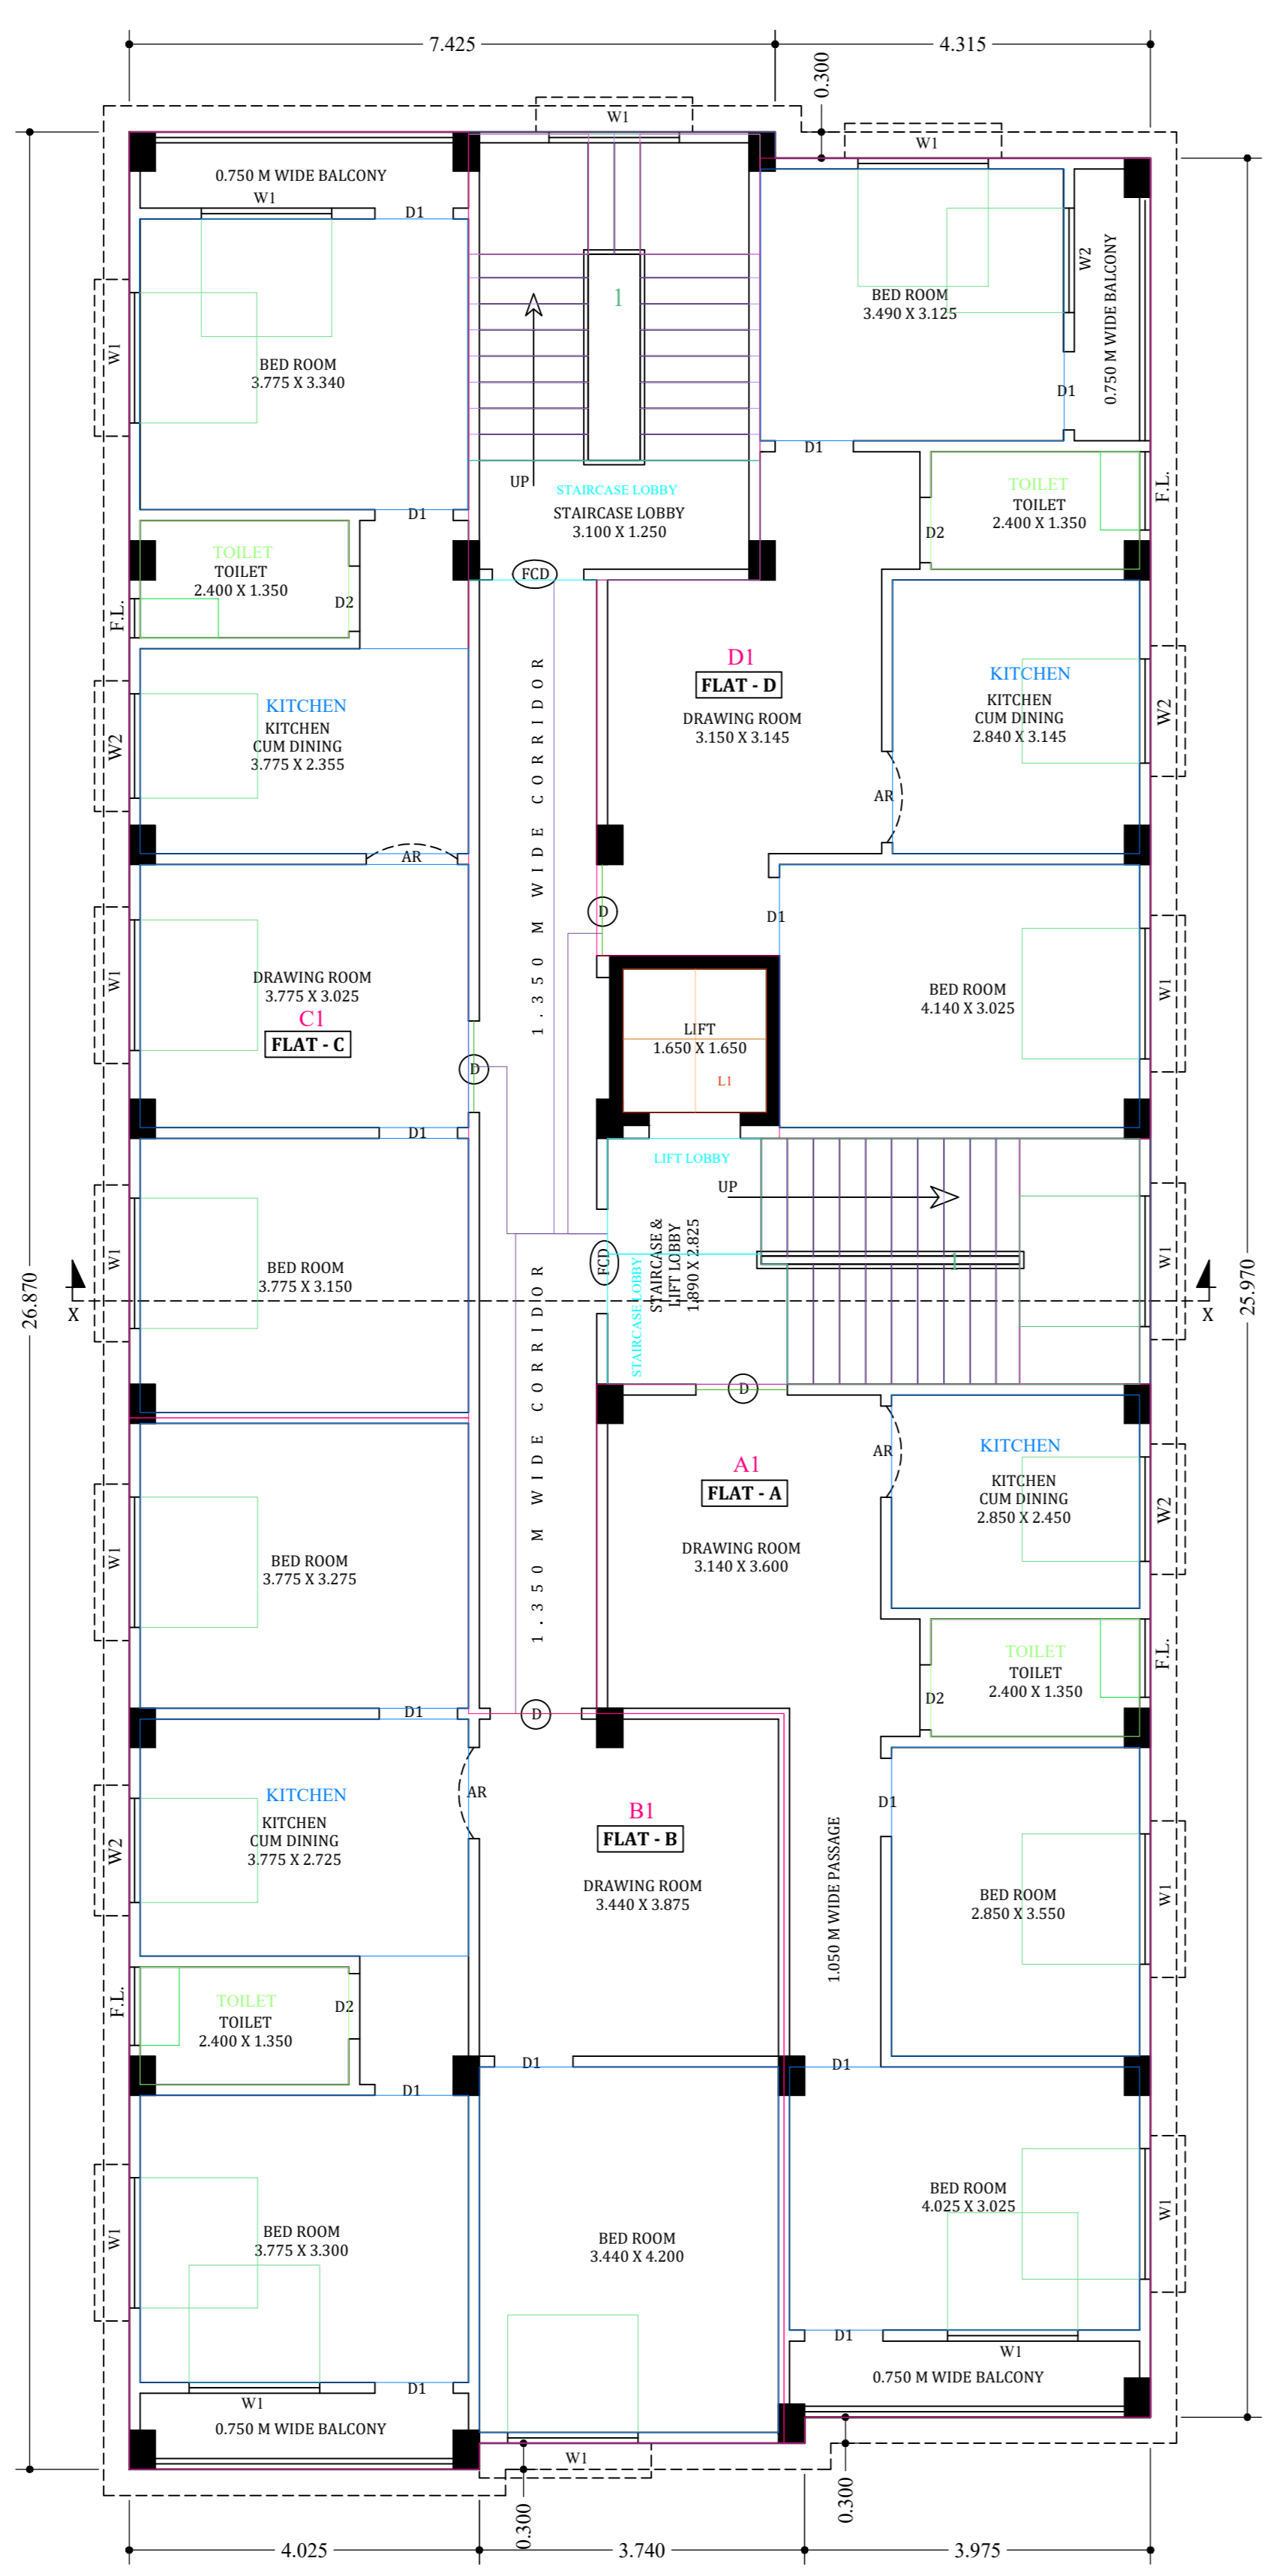 7.425
4.315
0.300
W1
W1
0.750 M WIDE BALCONY
W1
D1
W2
0.750 M WIDE BALCONY
BED ROOM
3.490 X 3.125
1
W1
BED ROOM
3.775 X 3.340
D1
D1
UP
STAIRCASE LOBBY
STAIRCASE LOBBY
3.100 X 1.250
TOILET
TOILET
2.400 X 1.350
F.L.
D2
D1
TOILET
TOILET
2.400 X 1.350
D2
F.L.
FCD
1.350 M WIDE CORRIDOR
D1
FLAT - D
DRAWING ROOM
3.150 X 3.145
KITCHEN
KITCHEN
CUM DINING
2.840 X 3.145
W2
KITCHEN
KITCHEN
CUM DINING
3.775 X 2.355
W2
AR
AR
D
D1
W1
DRAWING ROOM
3.775 X 3.025
C1
FLAT - C
D
LIFT
1.650 X 1.650
L1
BED ROOM
4.140 X 3.025
W1
D1
LIFT LOBBY
UP
STAIRCASE &
LIFT LOBBY
1.890 X 2.825
STAIRCASE LOBBY
FCD
1
W1
W1
BED ROOM
3.775 X 3.150
26.870
25.970
X
X
1.350 M WIDE CORRIDOR
D
A1
FLAT - A
DRAWING ROOM
3.140 X 3.600
AR
KITCHEN
KITCHEN
CUM DINING
2.850 X 2.450
W2
W1
BED ROOM
3.775 X 3.275
TOILET
TOILET
2.400 X 1.350
D2
F.L.
D1
D
KITCHEN
KITCHEN
CUM DINING
3.775 X 2.725
W2
AR
B1
FLAT - B
DRAWING ROOM
3.440 X 3.875
D1
1.050 M WIDE PASSAGE
BED ROOM
2.850 X 3.550
W1
F.L.
TOILET
TOILET
2.400 X 1.350
D2
D1
D1
D1
W1
BED ROOM
3.775 X 3.300
BED ROOM
3.440 X 4.200
BED ROOM
4.025 X 3.025
W1
D1
W1
0.750 M WIDE BALCONY
W1
D1
0.750 M WIDE BALCONY
W1
0.300
0.300
4.025
3.740
3.975